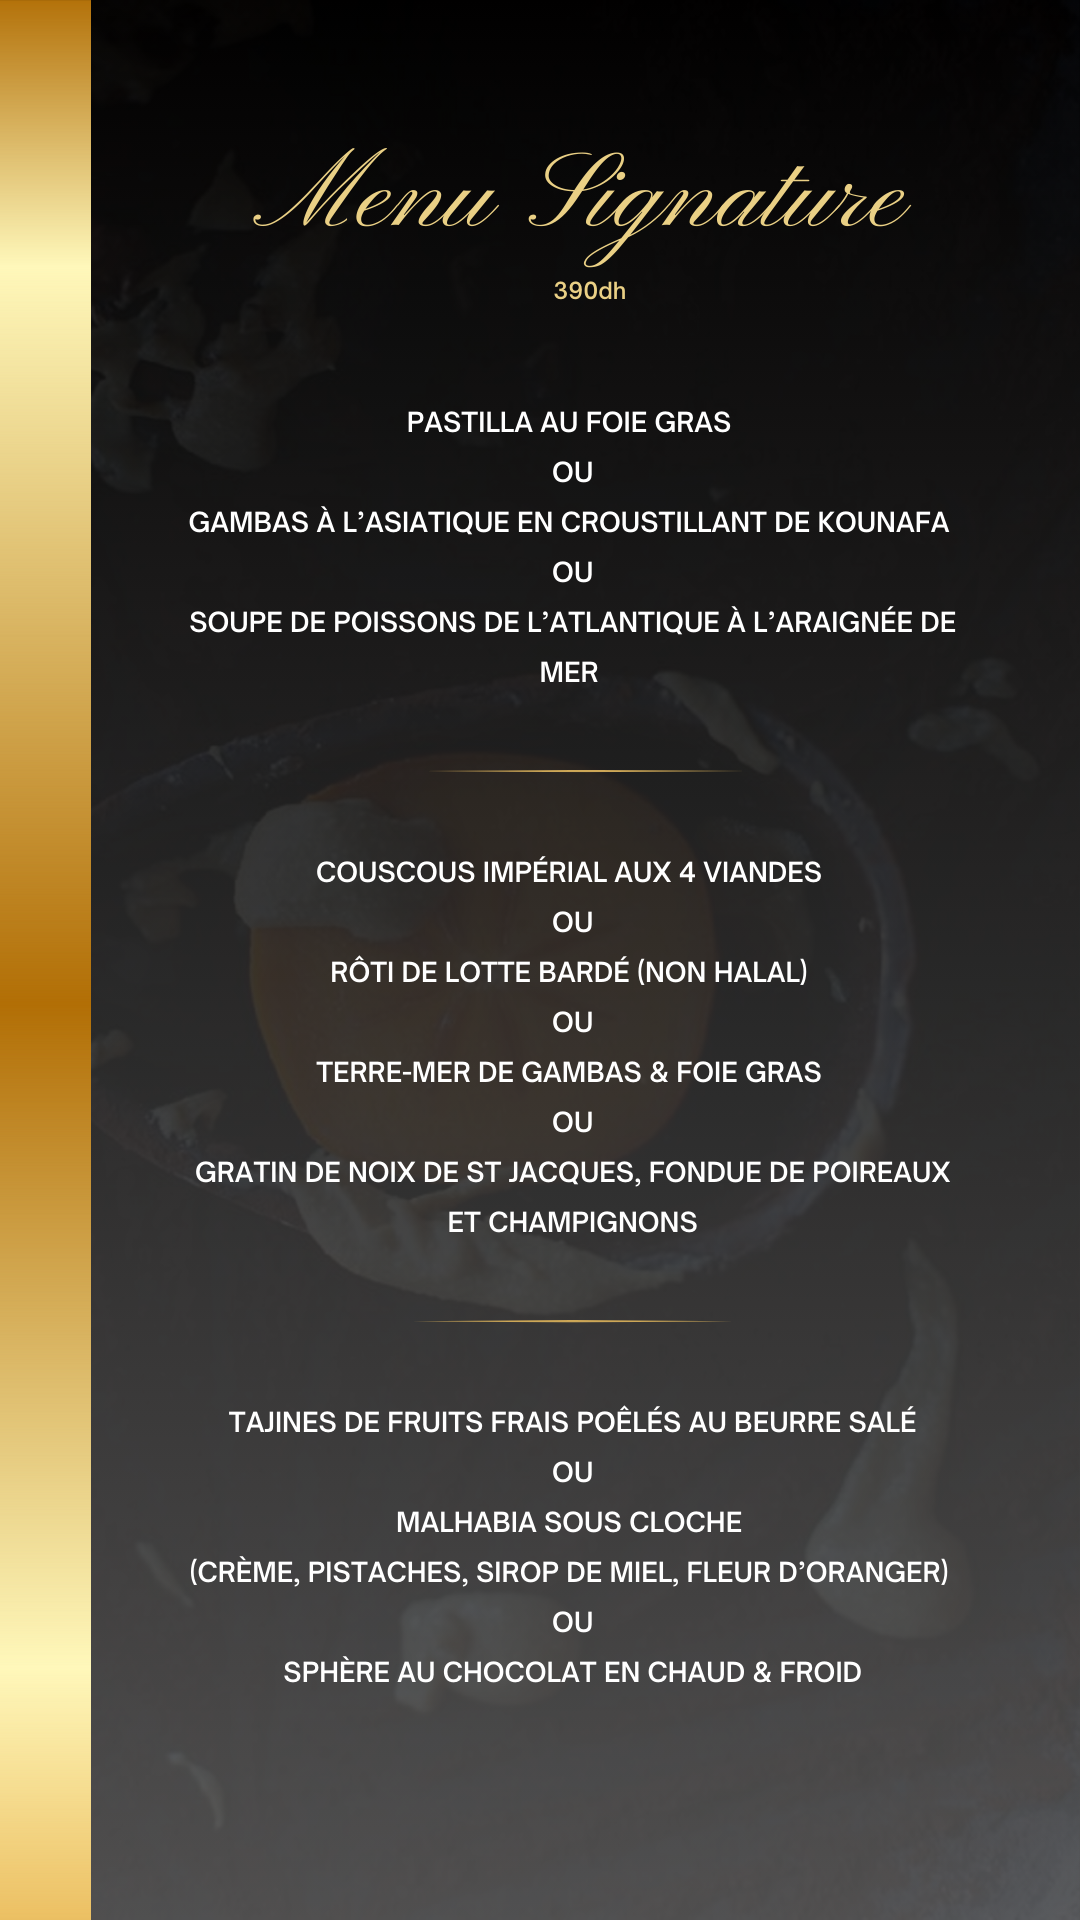 Menu Signature
390dh
PASTILLA AU FOIE GRAS
OU
GAMBAS À L’ASIATIQUE EN CROUSTILLANT DE KOUNAFA
OU
SOUPE DE POISSONS DE L’ATLANTIQUE À L’ARAIGNÉE DE
MER
COUSCOUS IMPÉRIAL AUX 4 VIANDES
OU
RÔTI DE LOTTE BARDÉ (NON HALAL)
OU
TERRE-MER DE GAMBAS & FOIE GRAS
OU
GRATIN DE NOIX DE ST JACQUES, FONDUE DE POIREAUX
ET CHAMPIGNONS
TAJINES DE FRUITS FRAIS POÊLÉS AU BEURRE SALÉ
OU
MALHABIA SOUS CLOCHE
(CRÈME, PISTACHES, SIROP DE MIEL, FLEUR D’ORANGER)
OU
SPHÈRE AU CHOCOLAT EN CHAUD & FROID